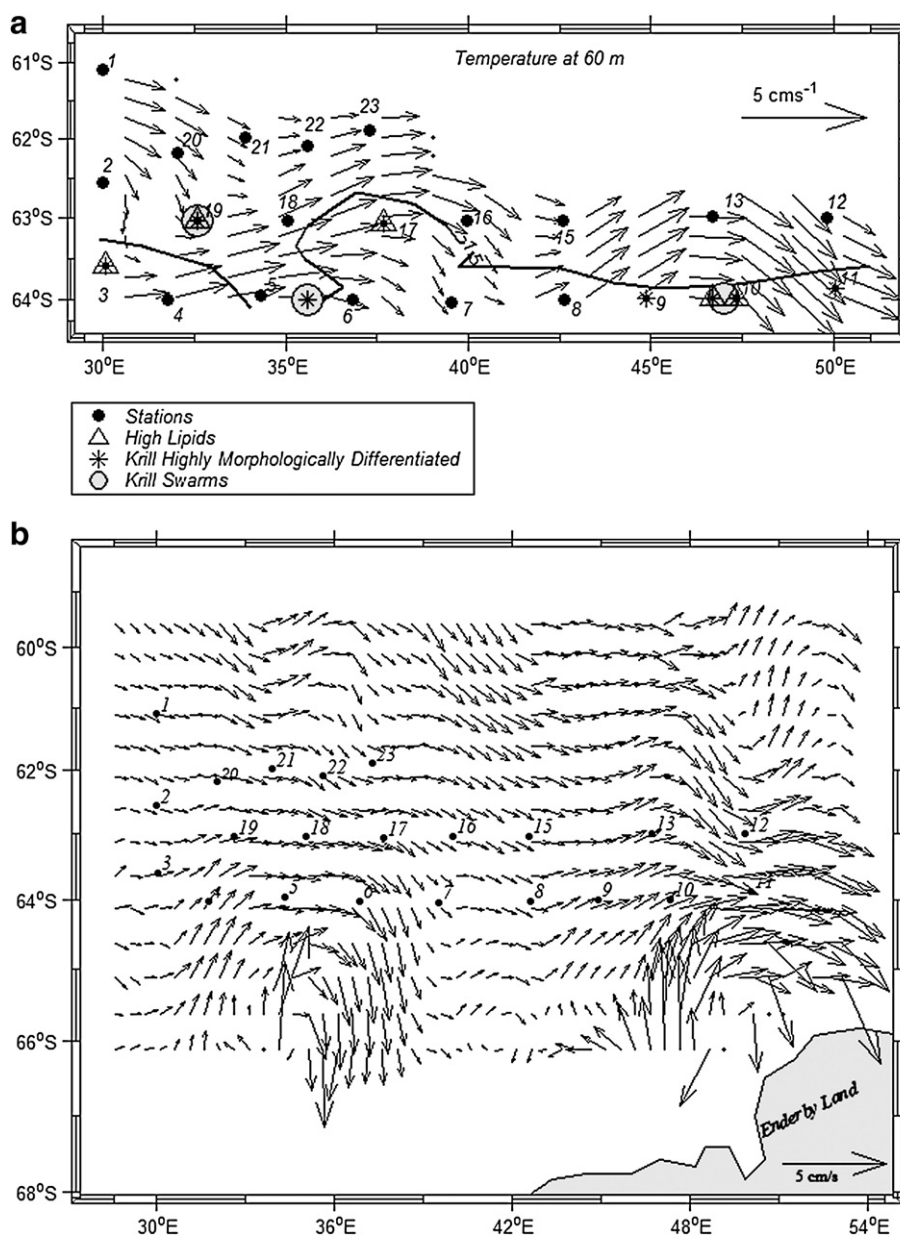 a
Temperature at 60 m
5 cms-1
61°S
62°S
63°S
64°S
1
2
3
4
5
6
7
8
9
10
11
12
13
15
16
17
18
19
20
21
22
23
30°E
35°E
40°E
45°E
50°E
Stations
High Lipids
Krill Highly Morphologically Differentiated
Krill Swarms
b
60°S
62°S
64°S
66°S
68°S
1
2
3
4
5
6
7
8
9
10
11
12
13
15
16
17
18
19
20
21
22
23
Enderby Land
5 cm/s
30°E
36°E
42°E
48°E
54°E